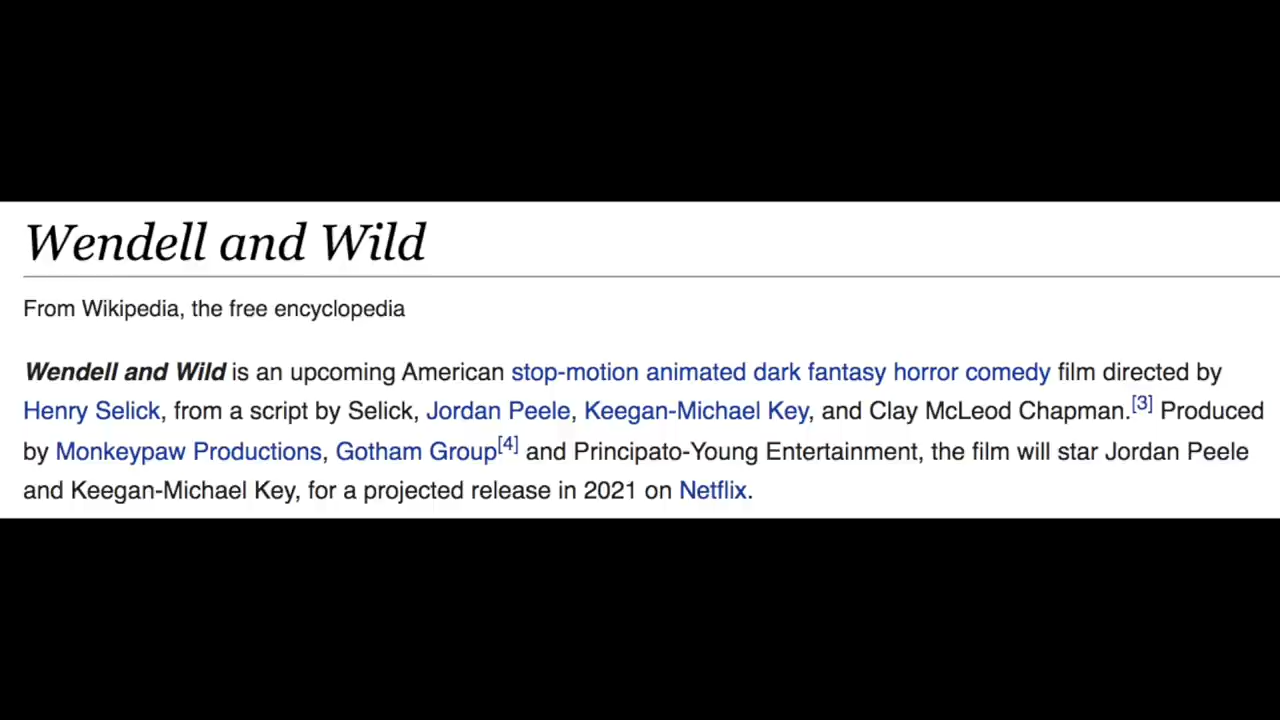 Wendell and Wild
From Wikipedia, the free encyclopedia
Wendell and Wild is an upcoming American stop-motion animated dark fantasy horror comedy film directed by
Henry Selick, from a script by Selick, Jordan Peele, Keegan-Michael Key, and Clay McLeod Chapman.[3] Produced
by Monkeypaw Productions, Gotham Group[4] and Principato-Young Entertainment, the film will star Jordan Peele
and Keegan-Michael Key, for a projected release in 2021 on Netflix.